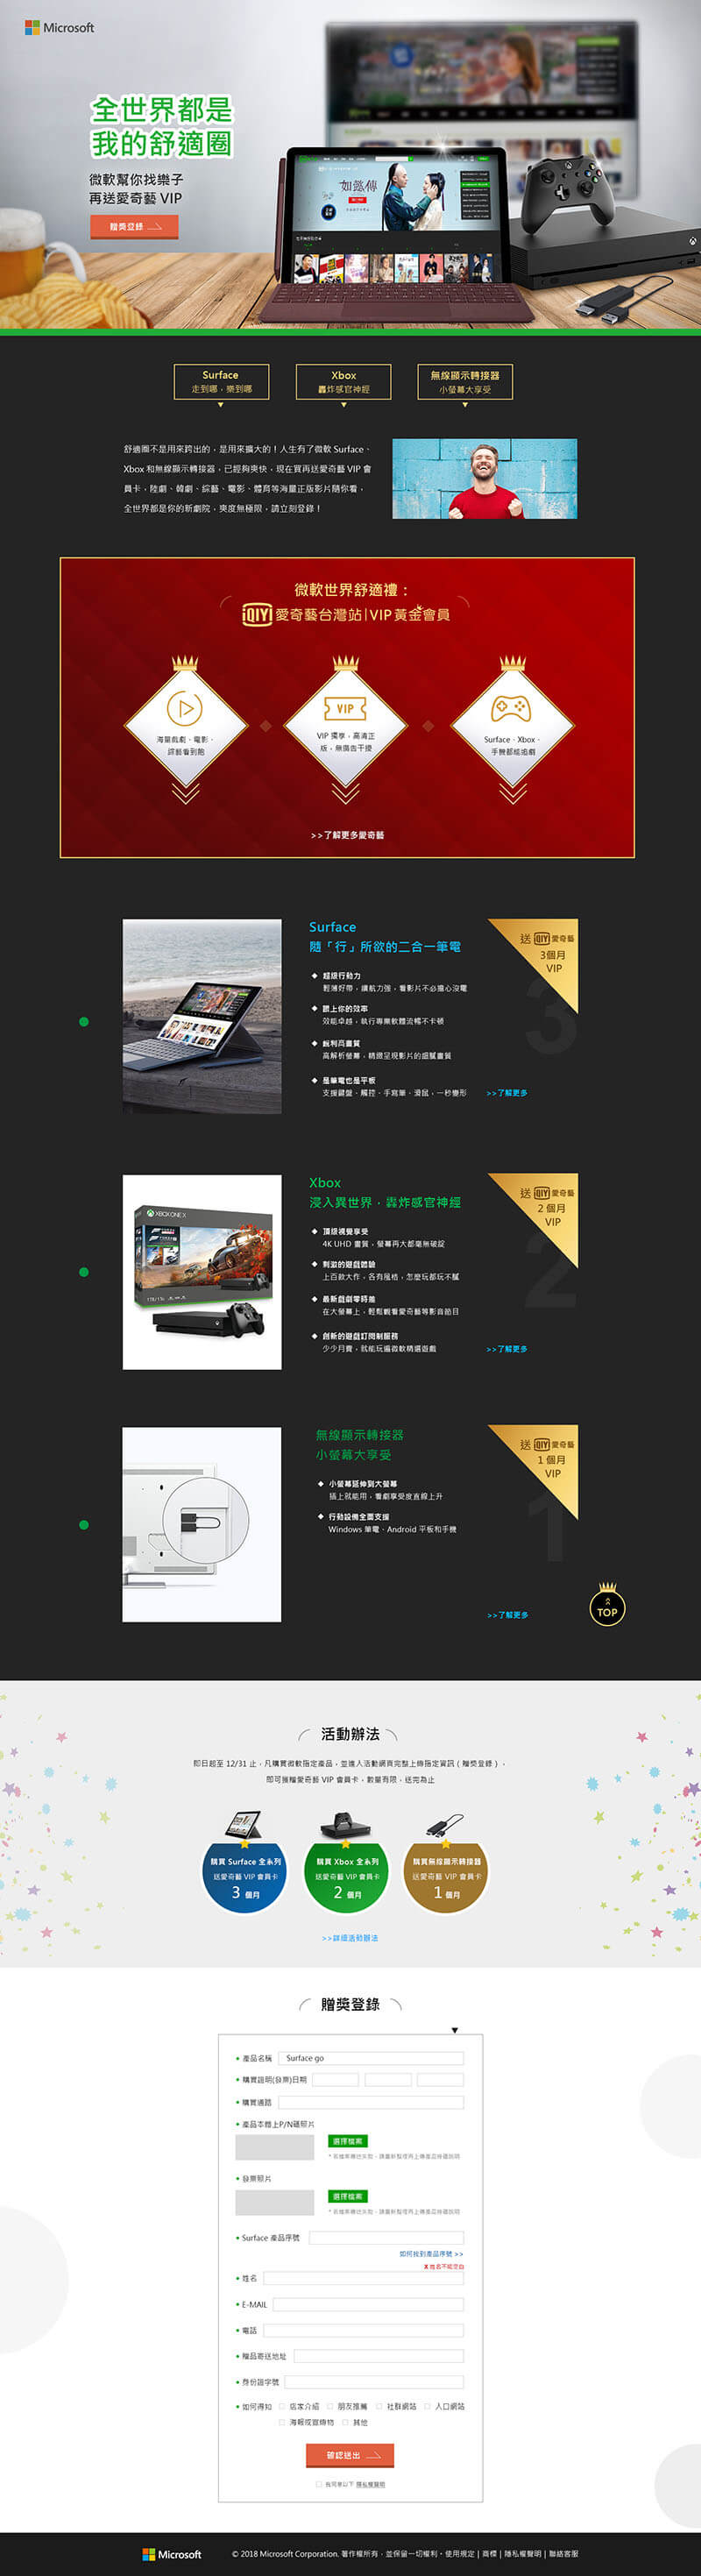 Microsoft
全世界都是
我的舒適圈
微軟幫你找樂子
再送愛奇藝 VIP
贈獎登錄
如懿傳
Surface
走到哪，樂到哪
Xbox
轟炸感官神經
無線顯示轉接器
小螢幕大享受
舒適圈不是用來跨出的，是用來擴大的！人生有了微軟 Surface、
Xbox 和無線顯示轉接器，已經夠爽快，現在買再送愛奇藝 VIP 會
員卡，陸劇、韓劇、綜藝、電影、體育等海量正版影片隨你看，
全世界都是你的新劇院，爽度無極限，請立刻登錄！
微軟世界舒適禮：
iQIYI 愛奇藝台灣站|VIP 黃金會員
海量戲劇、電影、
綜藝看到飽
VIP
VIP 獨享，高清正
版，無廣告干擾
Surface、Xbox、
手機都能追劇
>>了解更多愛奇藝
Surface
隨「行」所欲的二合一筆電
送 iQIYI 愛奇藝
3個月
VIP
3
超級行動力
輕薄好帶，續航力強，看影片不必擔心沒電
跟上你的效率
效能卓越，執行專業軟體流暢不卡頓
銳利高畫質
高解析螢幕，精緻呈現影片的細膩畫質
是筆電也是平板
支援鍵盤、觸控、手寫筆、滑鼠，一秒變形
>>了解更多
Xbox
浸入異世界，轟炸感官神經
送 iQIYI 愛奇藝
2 個月
VIP
2
XBOX ONE X
頂級視覺享受
4K UHD 畫質，螢幕再大都毫無破綻
刺激的遊戲體驗
上百款大作，各有風格，怎麼玩都玩不膩
最新戲劇零時差
在大螢幕上，輕鬆觀看愛奇藝等影音節目
創新的遊戲訂閱制服務
少少月費，就能玩遍微軟精選遊戲
>>了解更多
無線顯示轉接器
小螢幕大享受
送 iQIYI 愛奇藝
1 個月
VIP
1
小螢幕延伸到大螢幕
插上就能用，看劇享受度直線上升
行動設備全面支援
Windows 筆電、Android 平板和手機
>>了解更多
TOP
活動辦法
即日起至 12/31 止，凡購買微軟指定產品，並進入活動網頁完整上傳指定資訊 ( 贈獎登錄 )，
即可獲贈愛奇藝 VIP 會員卡，數量有限，送完為止
購買 Surface 全系列
送愛奇藝 VIP 會員卡
3 個月
購買 Xbox 全系列
送愛奇藝 VIP 會員卡
2 個月
購買無線顯示轉接器
送愛奇藝 VIP 會員卡
1 個月
>>詳細活動辦法
贈獎登錄
產品名稱 Surface go
購買證明(發票)日期
購買通路
產品本體上P/N碼照片
選擇檔案
發票照片
選擇檔案
Surface 產品序號
如何找到產品序號 >>
姓名不能空白
姓名
E-MAIL
電話
贈品寄送地址
身份證字號
如何得知 店家介紹 朋友推薦 社群網站 入口網站
海報或宣傳物 其他
確認送出
我同意以下 隱私權聲明
Microsoft © 2018 Microsoft Corporation. 著作權所有，並保留一切權利。使用規定 | 商標 | 隱私權聲明 | 聯絡客服